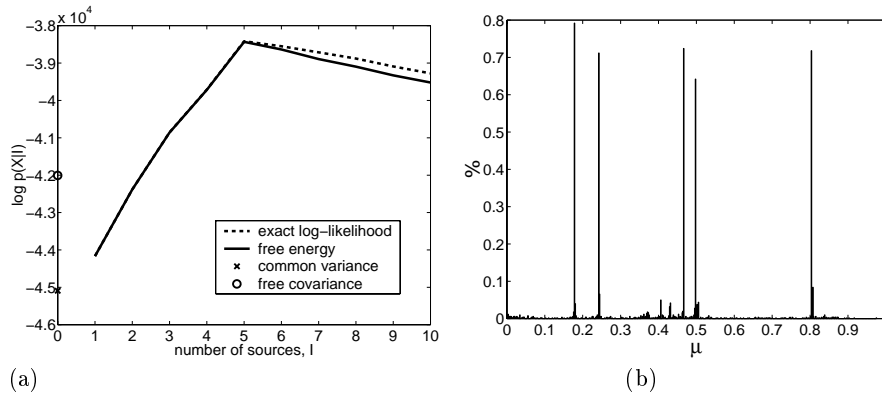 x 10⁴
−3.8
−3.9
−4
−4.1
−4.2
−4.3
−4.4
−4.5
−4.6
log p(X|I)
0 1 2 3 4 5 6 7 8 9 10
number of sources, I
exact log−likelihood
free energy
common variance
free covariance
(a)
0.8
0.7
0.6
0.5
0.4
0.3
0.2
0.1
0
%
0 0.1 0.2 0.3 0.4 0.5 0.6 0.7 0.8 0.9
μ
(b)